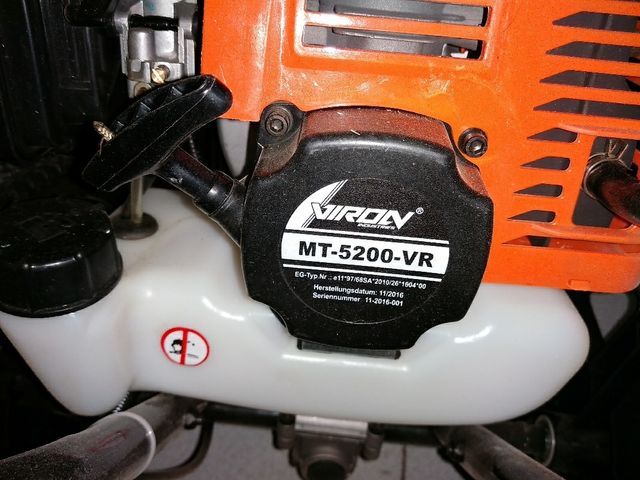 VIRON®
INDUSTRIES
MT-5200-VR
EG-Typ.Nr.: e11*97/68SA*2010/26*1604*00
Herstellungsdatum: 11/2016
Seriennummer 11-2016-001